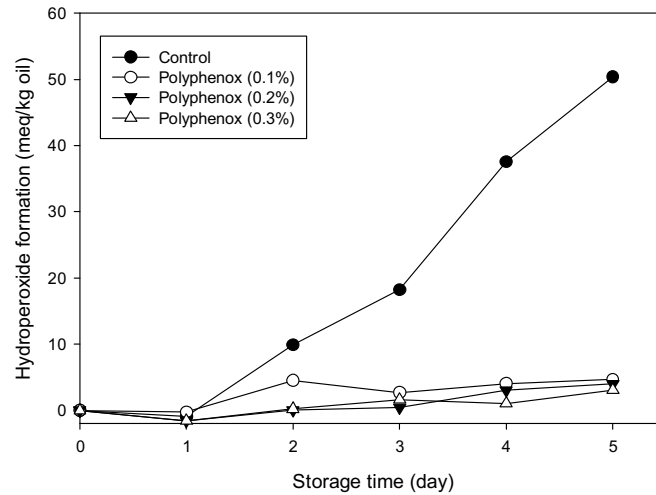 Hydroperoxide formation (meq/kg oil)
60
50
40
30
20
10
0
Control
Polyphenox (0.1%)
Polyphenox (0.2%)
Polyphenox (0.3%)
0 1 2 3 4 5
Storage time (day)